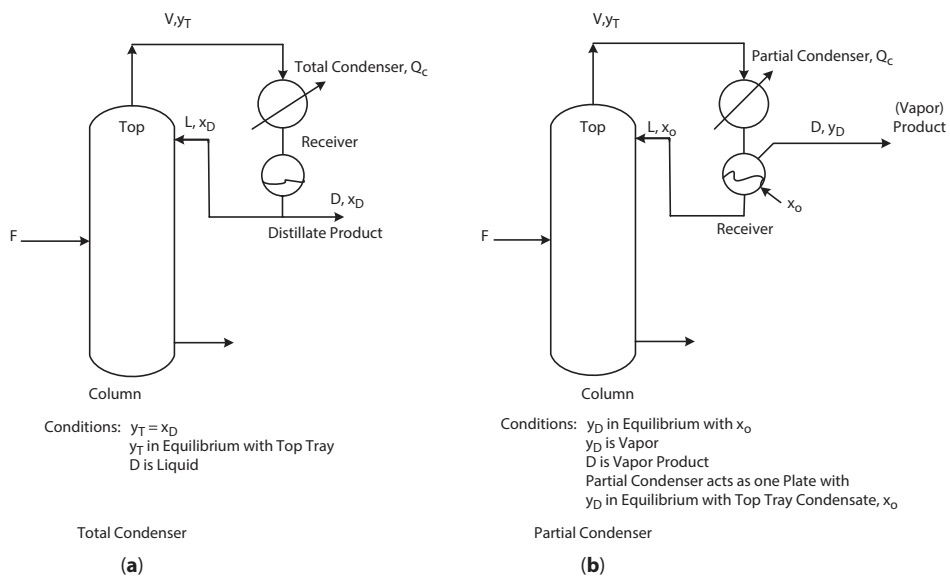 V,yT
Total Condenser, Qc
Top
L, xD
Receiver
D, xD
Distillate Product
F
Column
Conditions: yT = xD
yT in Equilibrium with Top Tray
D is Liquid
Total Condenser
(a)
V,yT
Partial Condenser, Qc
(Vapor)
Product
Top
L, xo
D, yD
xo
Receiver
F
Column
Conditions: yD in Equilibrium with xo
yD is Vapor
D is Vapor Product
Partial Condenser acts as one Plate with
yD in Equilibrium with Top Tray Condensate, xo
Partial Condenser
(b)